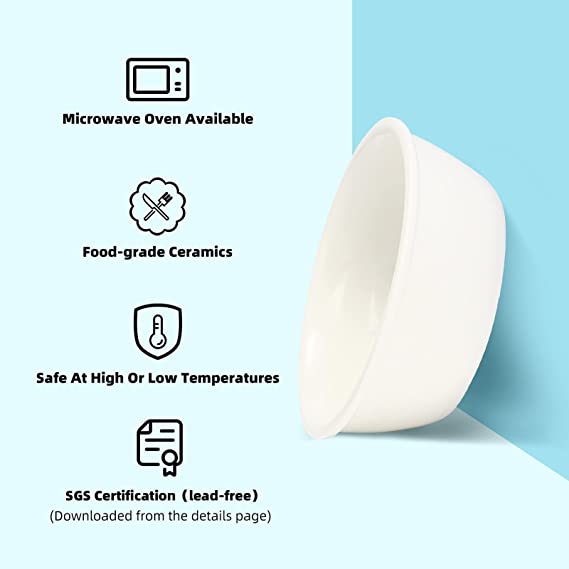 Microwave Oven Available
Food-grade Ceramics
Safe At High Or Low Temperatures
SGS Certification（lead-free）
(Downloaded from the details page)